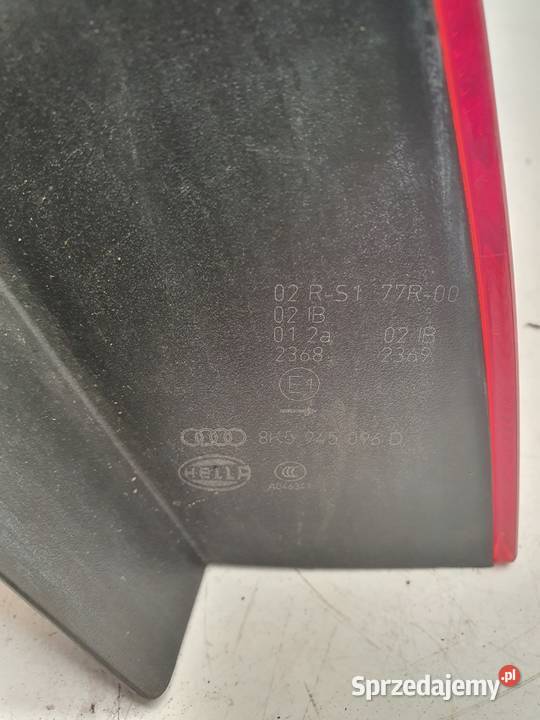 02 R-S1 77R-00
02 IB
01 2a 02 IB
2368 2369
E1
8K5 945 096 D
HELLA
CCC
Sprzedajemy.pl